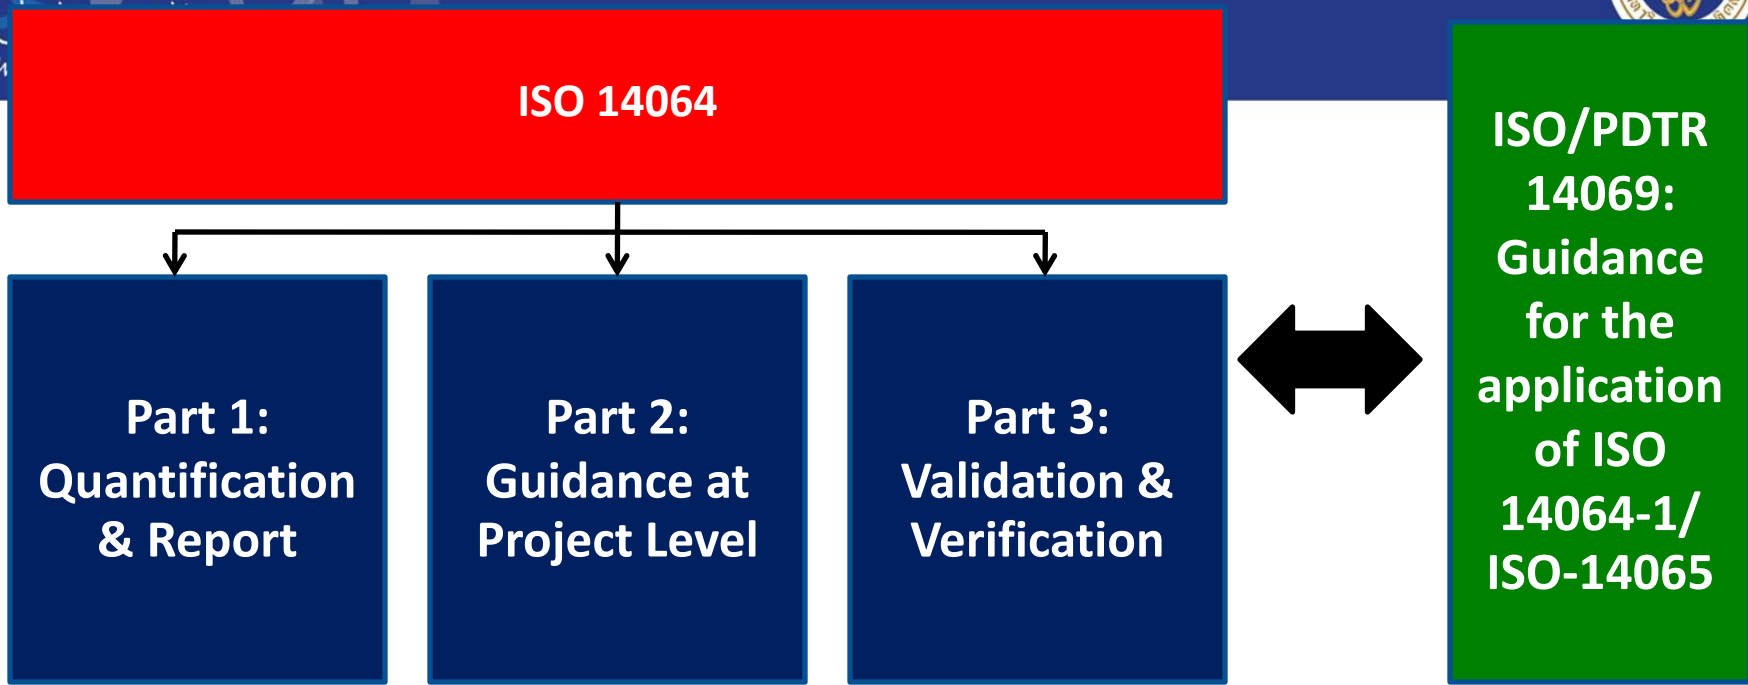 ISO 14064
Part 1:
Quantification
& Report
Part 2:
Guidance at
Project Level
Part 3:
Validation &
Verification
ISO/PDTR
14069:
Guidance
for the
application
of ISO
14064-1/
ISO-14065